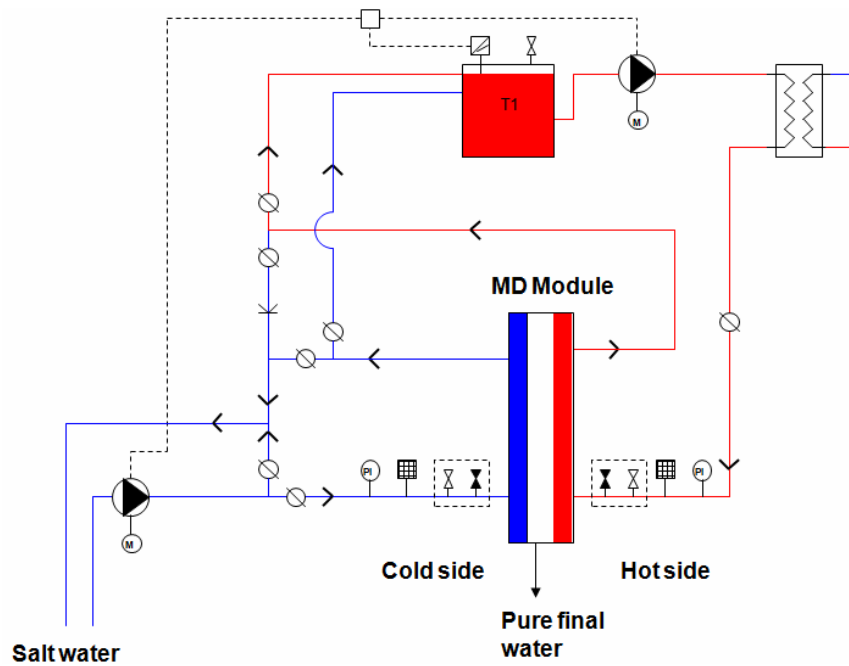 T1
M
MD Module
PI
PI
M
Cold side
Hot side
Pure final
water
Salt water